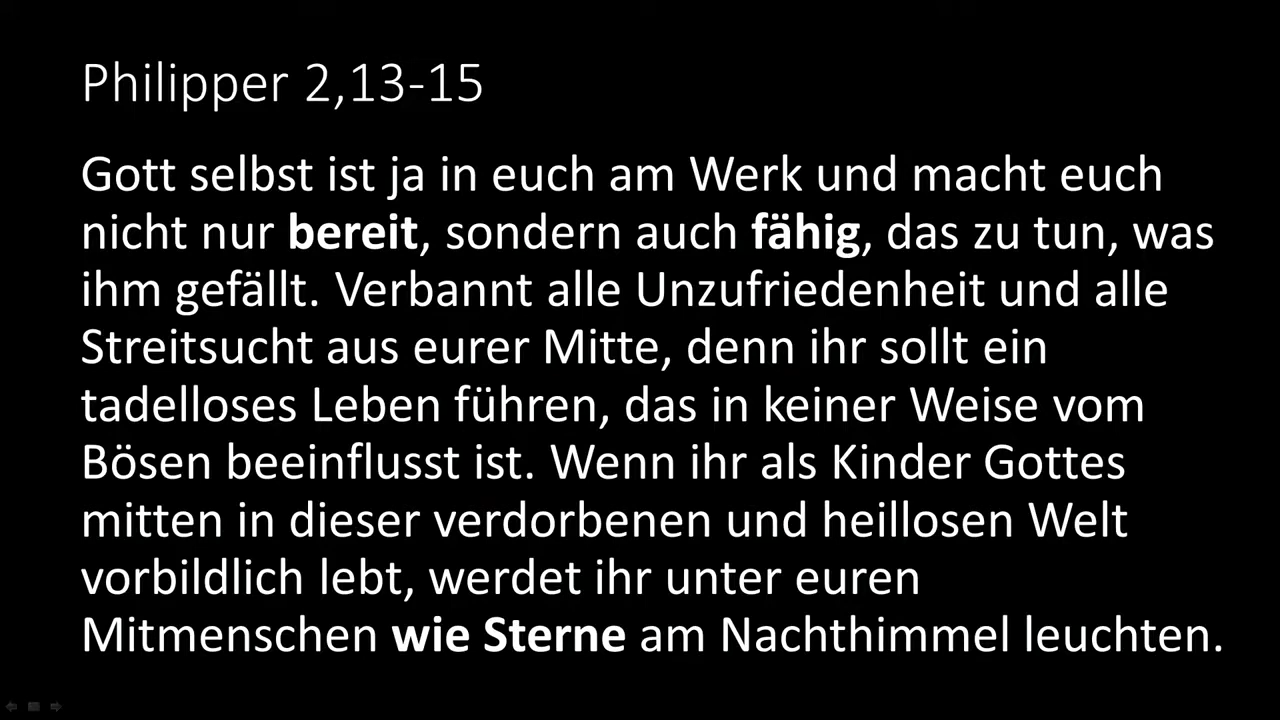 Philipper 2,13-15
Gott selbst ist ja in euch am Werk und macht euch
nicht nur bereit, sondern auch fähig, das zu tun, was
ihm gefällt. Verbannt alle Unzufriedenheit und alle
Streitsucht aus eurer Mitte, denn ihr sollt ein
tadelloses Leben führen, das in keiner Weise vom
Bösen beeinflusst ist. Wenn ihr als Kinder Gottes
mitten in dieser verdorbenen und heillosen Welt
vorbildlich lebt, werdet ihr unter euren
Mitmenschen wie Sterne am Nachthimmel leuchten.